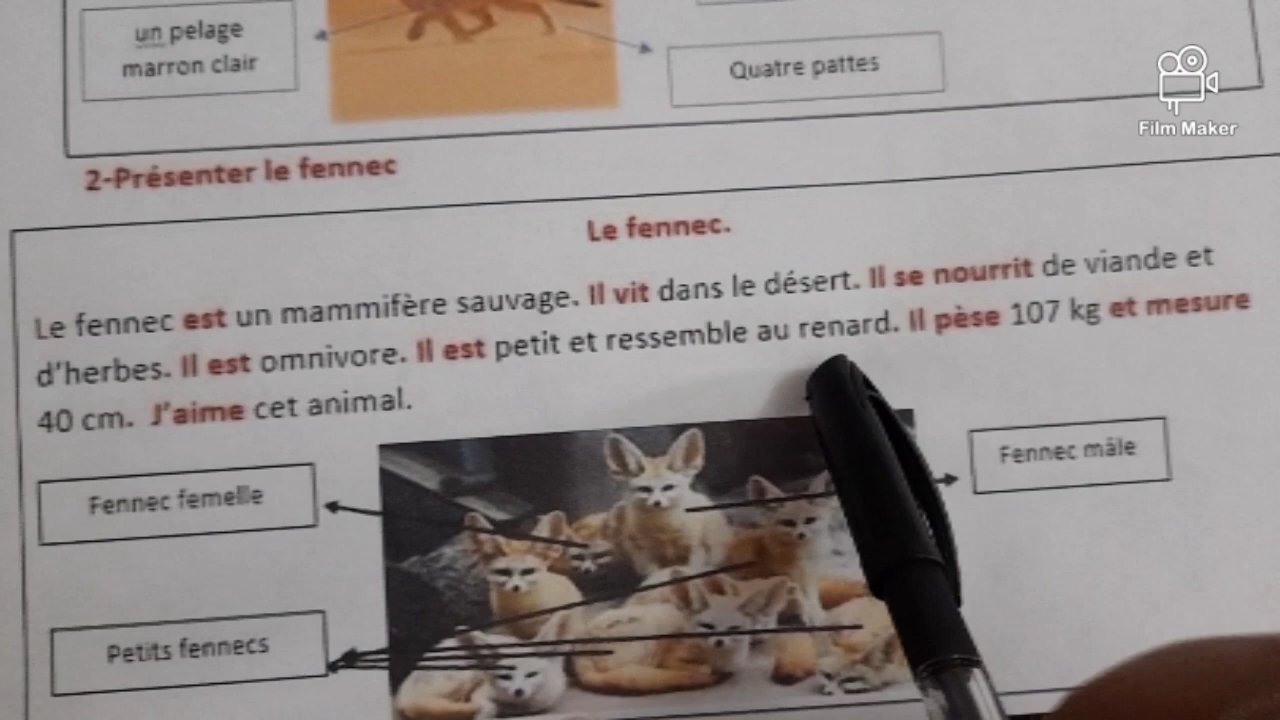 un pelage
marron clair
Quatre pattes
Film Maker
2-Présenter le fennec
Le fennec.
Le fennec est un mammifère sauvage. Il vit dans le désert. Il se nourrit de viande et
d'herbes. Il est omnivore. Il est petit et ressemble au renard. Il pèse 107 kg et mesure
40 cm. J'aime cet animal.
Fennec femelle
Fennec mâle
Petits fennecs